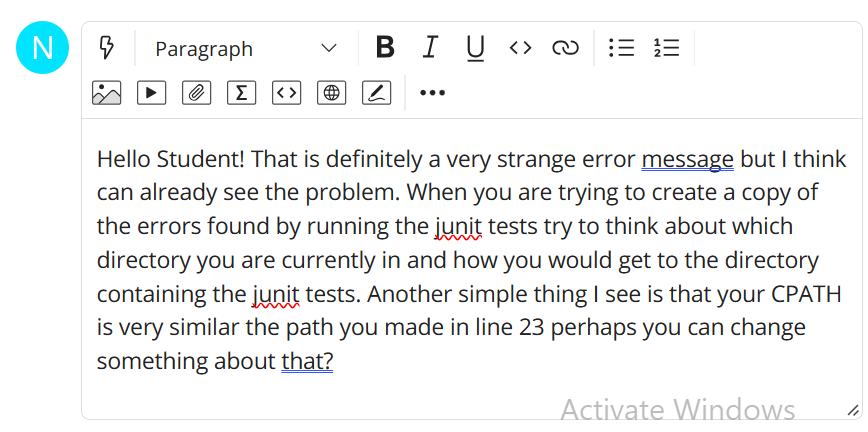 N
Paragraph
B I U
Hello Student! That is definitely a very strange error message but I think
can already see the problem. When you are trying to create a copy of
the errors found by running the junit tests try to think about which
directory you are currently in and how you would get to the directory
containing the junit tests. Another simple thing I see is that your CPATH
is very similar the path you made in line 23 perhaps you can change
something about that?
Activate Windows